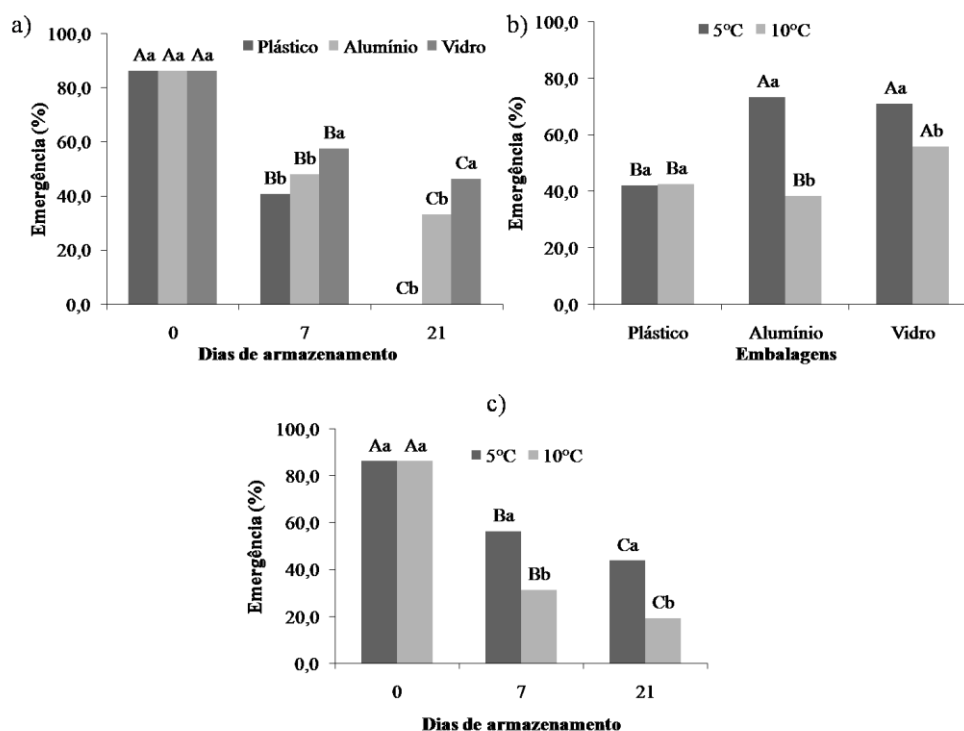 a)
100,0
80,0
60,0
40,0
20,0
0,0
Emergência (%)
Plástico Alumínio Vidro
Aa Aa Aa
Bb Bb Ba
Cb Cb Ca
0 7 21
Dias de armazenamento
b)
100,0
80,0
60,0
40,0
20,0
0,0
Emergência (%)
5°C 10°C
Ba Ba
Aa Bb
Aa Ab
Plástico Alumínio Vidro
Embalagens
c)
100,0
80,0
60,0
40,0
20,0
0,0
Emergência (%)
5°C 10°C
Aa Aa
Ba Bb
Ca Cb
0 7 21
Dias de armazenamento